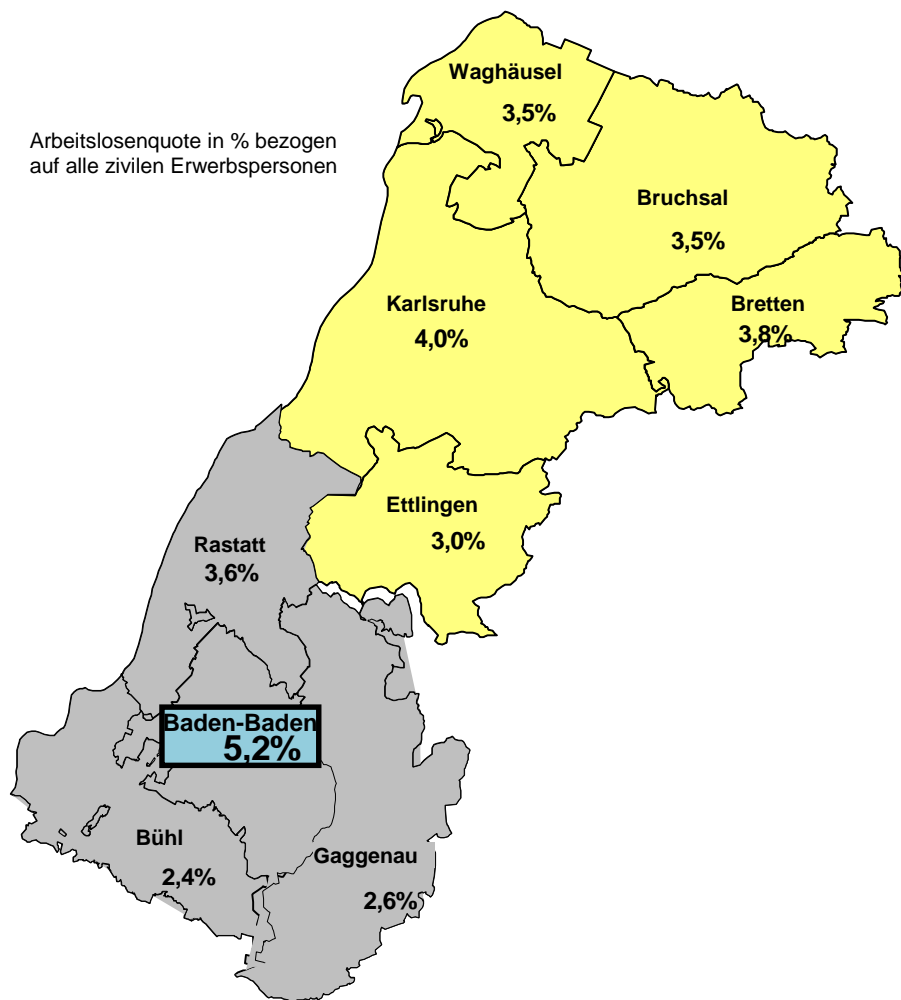 Waghäusel
3,5%
Arbeitslosenquote in % bezogen
auf alle zivilen Erwerbspersonen
Bruchsal
3,5%
Karlsruhe
4,0%
Bretten
3,8%
Ettlingen
3,0%
Rastatt
3,6%
Baden-Baden
5,2%
Bühl
2,4%
Gaggenau
2,6%